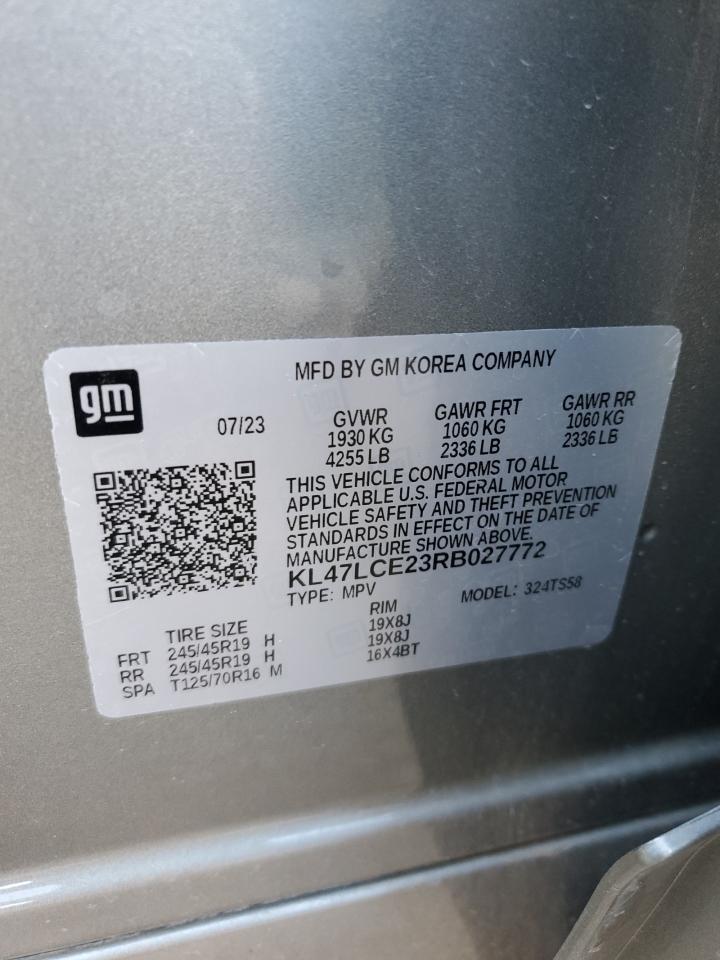 gm
MFD BY GM KOREA COMPANY
07/23
GVWR GAWR FRT GAWR RR
1930 KG 1060 KG 1060 KG
4255 LB 2336 LB 2336 LB
THIS VEHICLE CONFORMS TO ALL
APPLICABLE U.S. FEDERAL MOTOR
VEHICLE SAFETY AND THEFT PREVENTION
STANDARDS IN EFFECT ON THE DATE OF
MANUFACTURE SHOWN ABOVE.
KL47LCE23RB027772
TYPE: MPV MODEL: 324TS58
TIRE SIZE RIM
FRT 245/45R19 H 19X8J
RR 245/45R19 H 19X8J
SPA T125/70R16 M 16X4BT